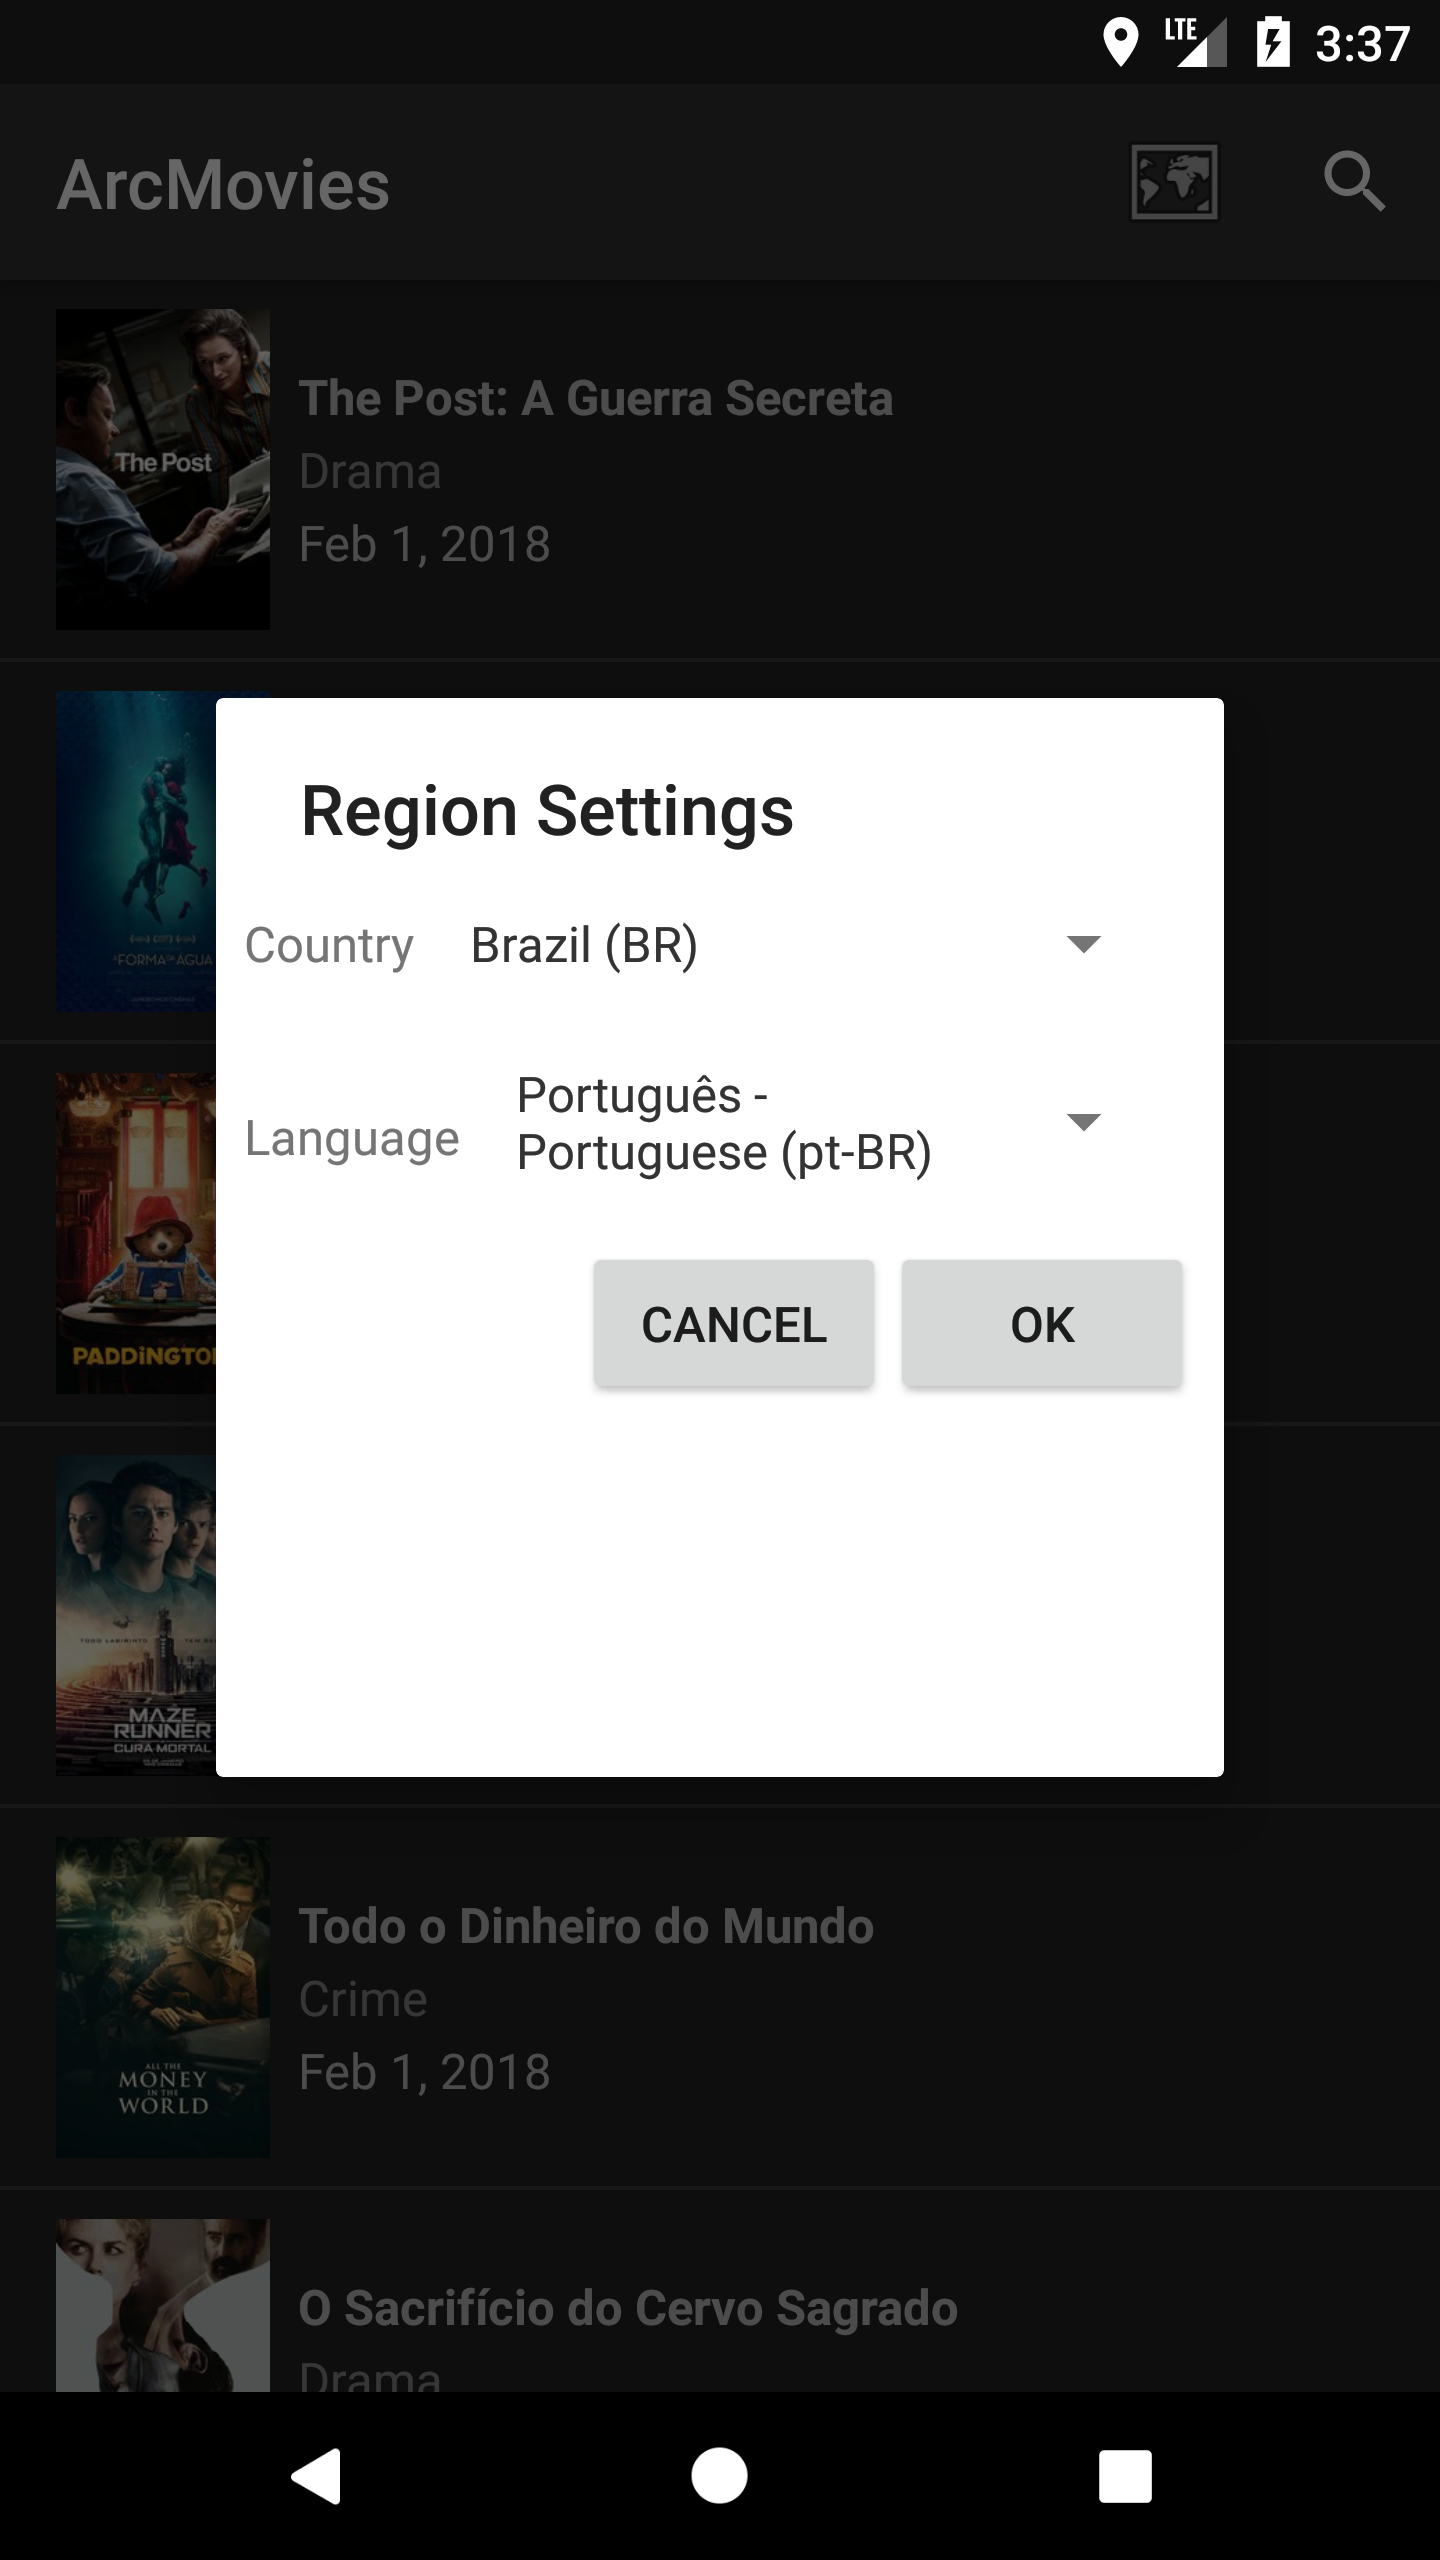 LTE 3:37
ArcMovies
The Post
The Post: A Guerra Secreta
Drama
Feb 1, 2018
A FORMA DA ÁGUA
Region Settings
Country Brazil (BR)
Language Português -
Portuguese (pt-BR)
CANCEL OK
PADDINGTO
MAZE
RUNNER
CURA MORTAL
ALL THE
MONEY
IN THE
WORLD
Todo o Dinheiro do Mundo
Crime
Feb 1, 2018
O Sacrifício do Cervo Sagrado
Drama